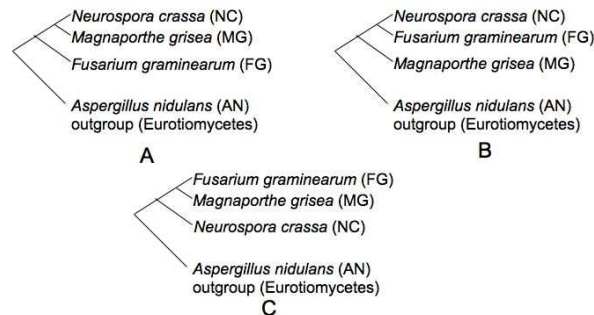 Neurospora crassa (NC)
Magnaporthe grisea (MG)
Fusarium graminearum (FG)
Aspergillus nidulans (AN)
outgroup (Eurotiomycetes)
A
Neurospora crassa (NC)
Fusarium graminearum (FG)
Magnaporthe grisea (MG)
Aspergillus nidulans (AN)
outgroup (Eurotiomycetes)
B
Fusarium graminearum (FG)
Magnaporthe grisea (MG)
Neurospora crassa (NC)
Aspergillus nidulans (AN)
outgroup (Eurotiomycetes)
C